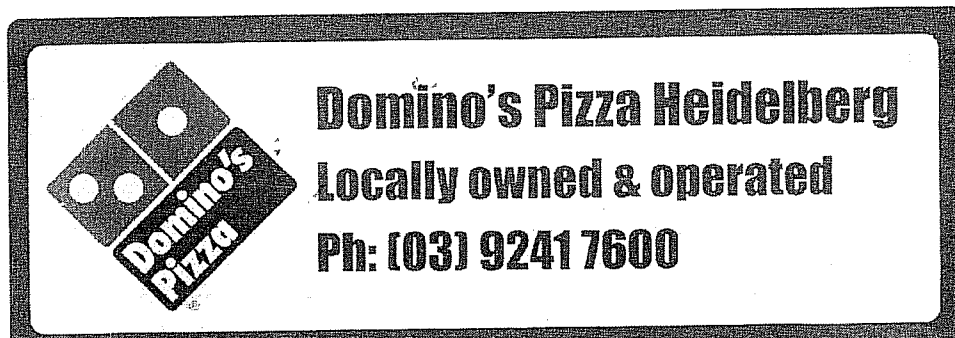 Domino's Pizza Heidelberg
Locally owned & operated
Ph: (03) 9241 7600
Domino's
Pizza